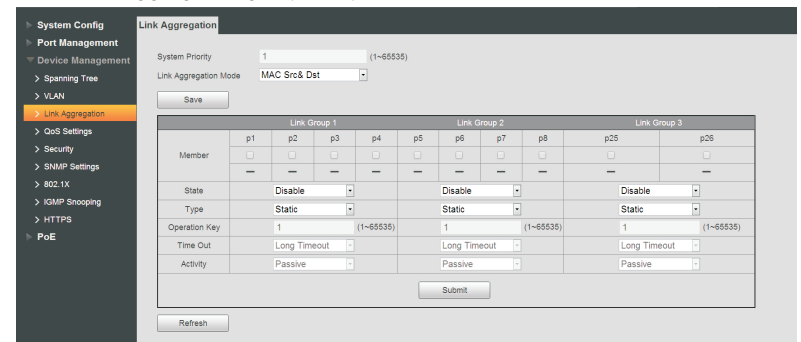 System Config
Port Management
Device Management
Spanning Tree
VLAN
Link Aggregation
QoS Settings
Security
SNMP Settings
802.1X
IGMP Snooping
HTTPS
PoE
Link Aggregation
System Priority 1 (1~65535)
Link Aggregation Mode MAC Src& Dst
Save
Link Group 1 Link Group 2 Link Group 3
Member p1 p2 p3 p4 p5 p6 p7 p8 p25 p26
— — — — — — — — — —
State Disable Disable Disable
Type Static Static Static
Operation Key 1 (1~65535) 1 (1~65535) 1 (1~65535)
Time Out Long Timeout Long Timeout Long Timeout
Activity Passive Passive Passive
Submit
Refresh